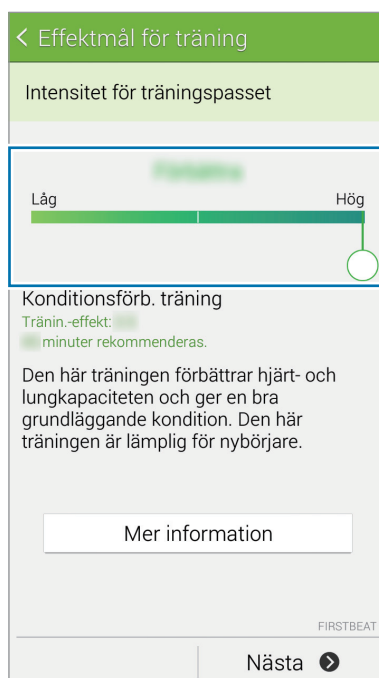 Effektmål för träning
Intensitet för träningspasset
Låg
Hög
Konditionsförb. träning
Tränin.-effekt:
minuter rekommenderas.
Den här träningen förbättrar hjärt- och
lungkapaciteten och ger en bra
grundläggande kondition. Den här
träningen är lämplig för nybörjare.
Mer information
FIRSTBEAT
Nästa